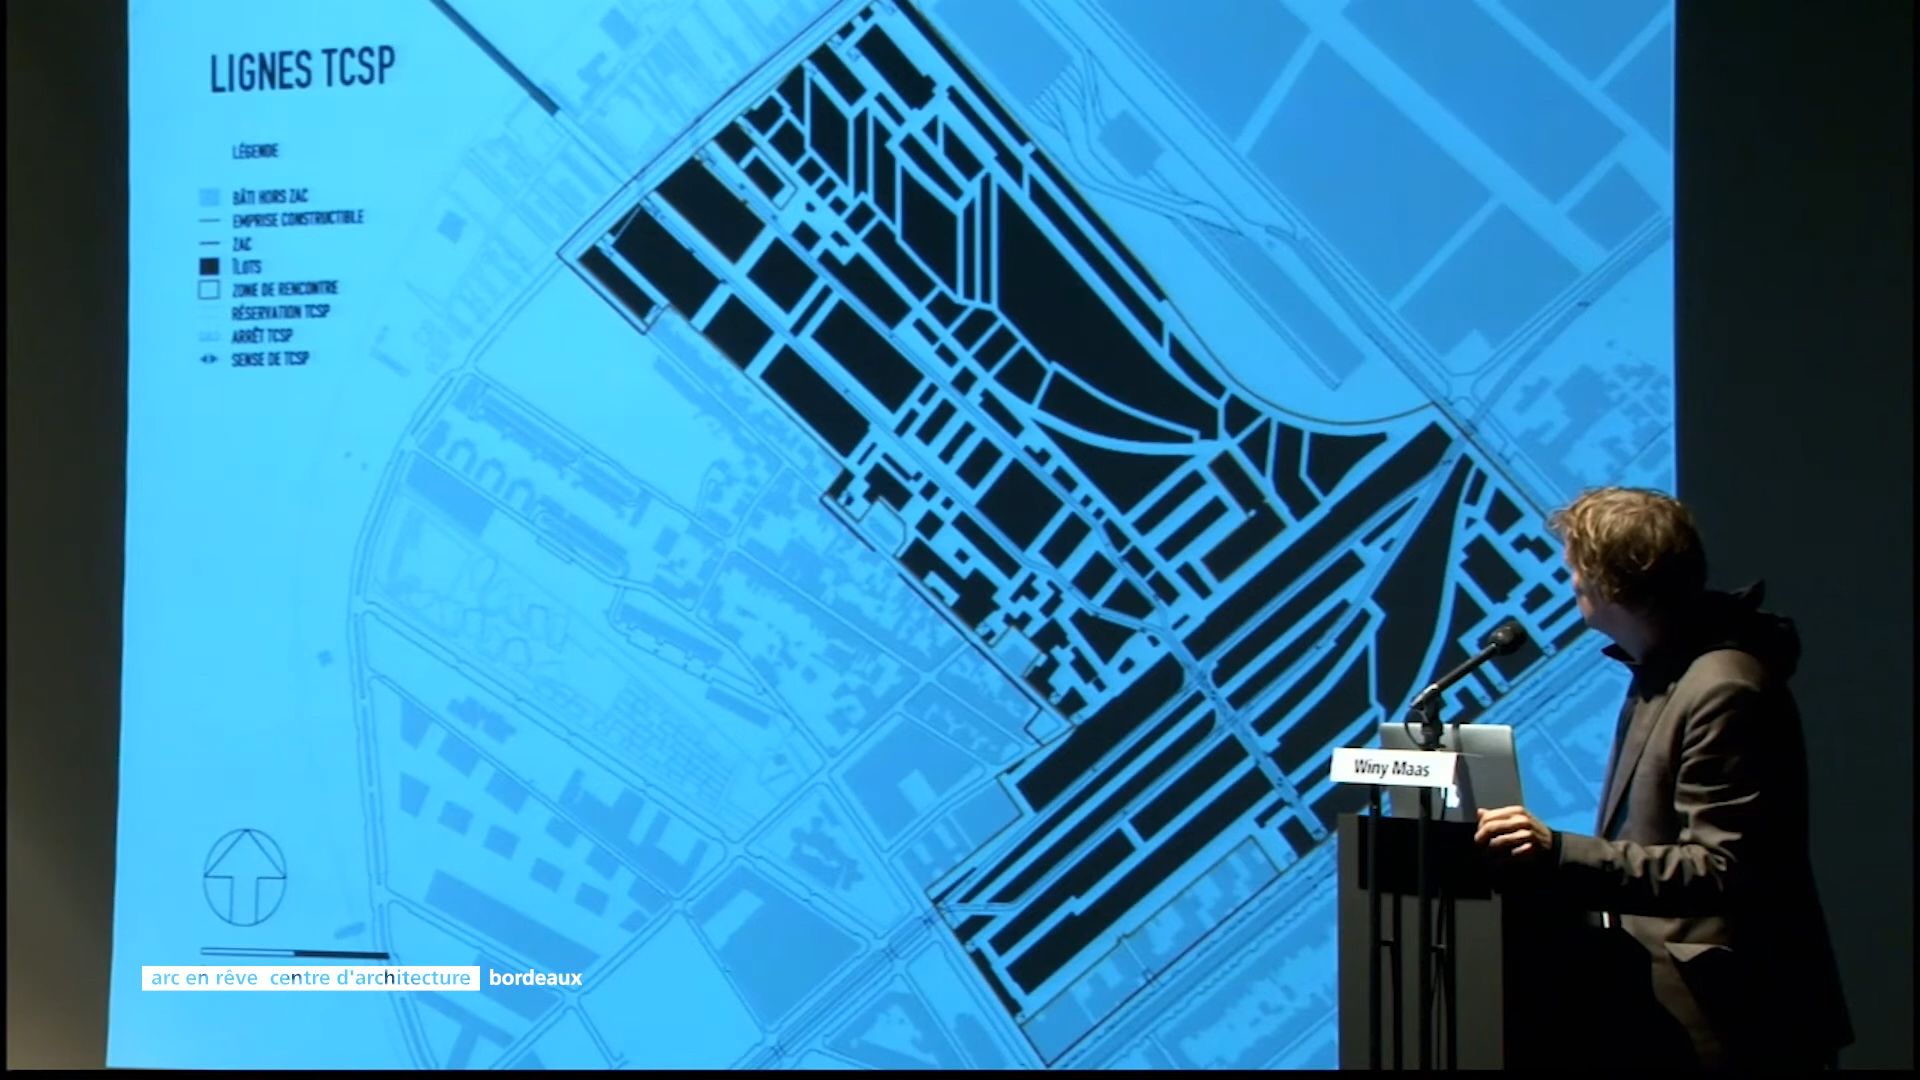 LIGNES TCSP
LÉGENDE
BÂTI HORS ZAC
EMPRISE CONSTRUCTIBLE
ZAC
ÎLOTS
ZONE DE RENCONTRE
RÉSERVATION TCSP
ARRÊT TCSP
SENSE DE TCSP
Winy Maas
arc en rêve centre d'architecture bordeaux